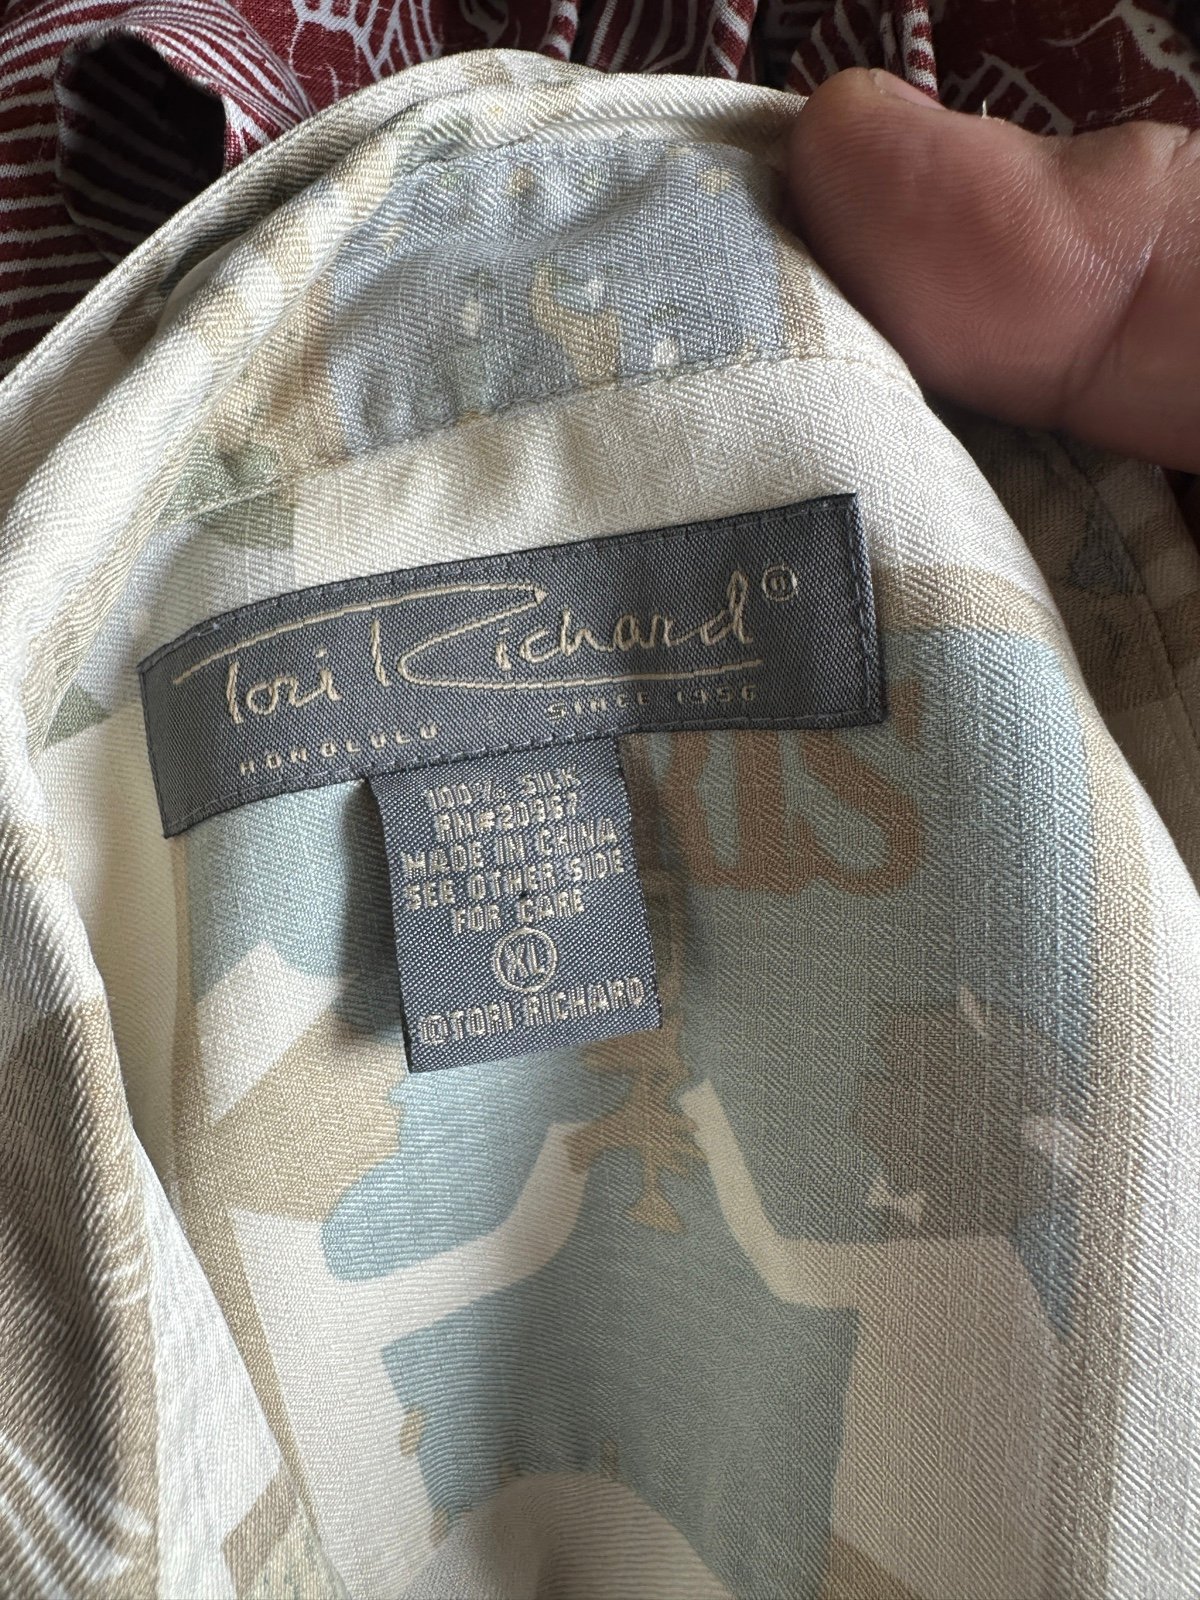 Tori Richard®
HONOLULU : SINCE 1956
100% SILK
RN#20357
MADE IN CHINA
SEE OTHER SIDE
FOR CARE
XL
©TORI RICHARD